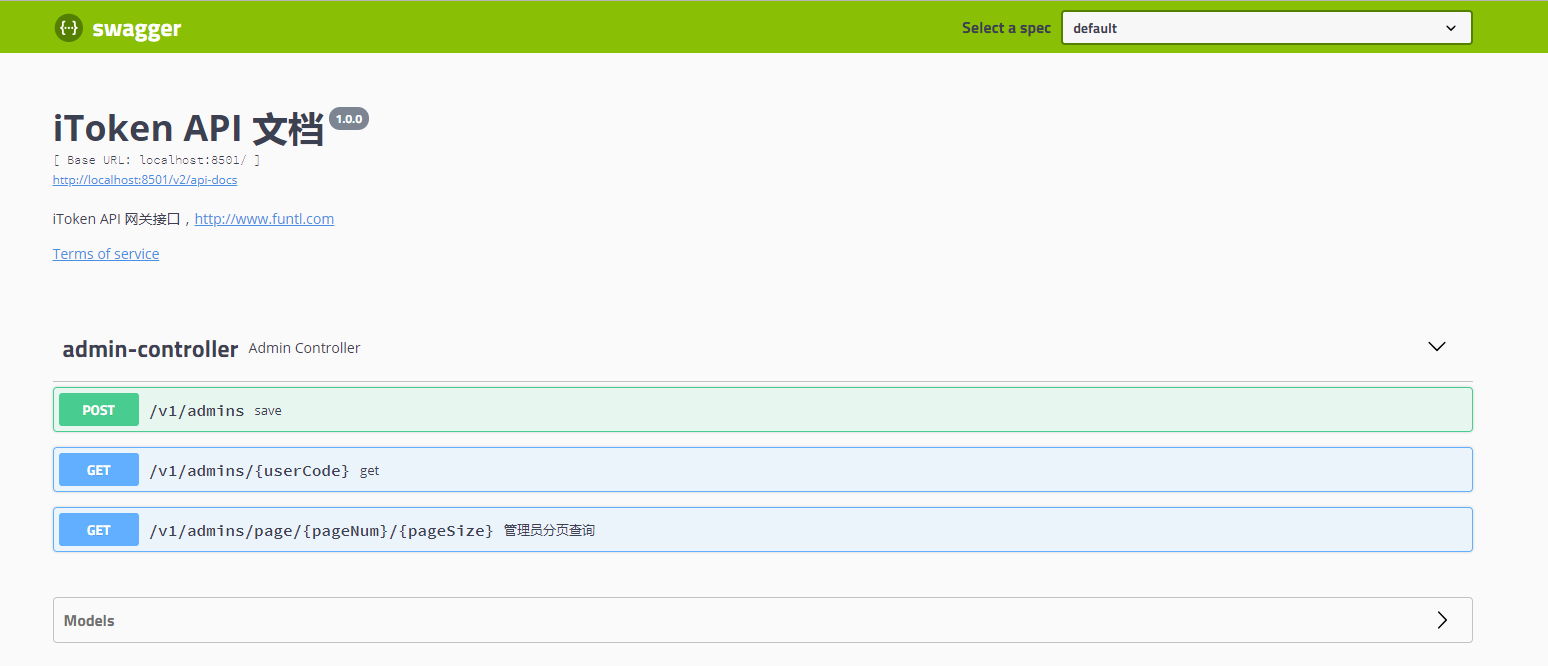 swagger
Select a spec
default
iToken API 文档 1.0.0
[ Base URL: localhost:8501/ ]
http://localhost:8501/v2/api-docs
iToken API 网关接口，http://www.funtl.com
Terms of service
admin-controller Admin Controller
POST /v1/admins save
GET /v1/admins/{userCode} get
GET /v1/admins/page/{pageNum}/{pageSize} 管理员分页查询
Models